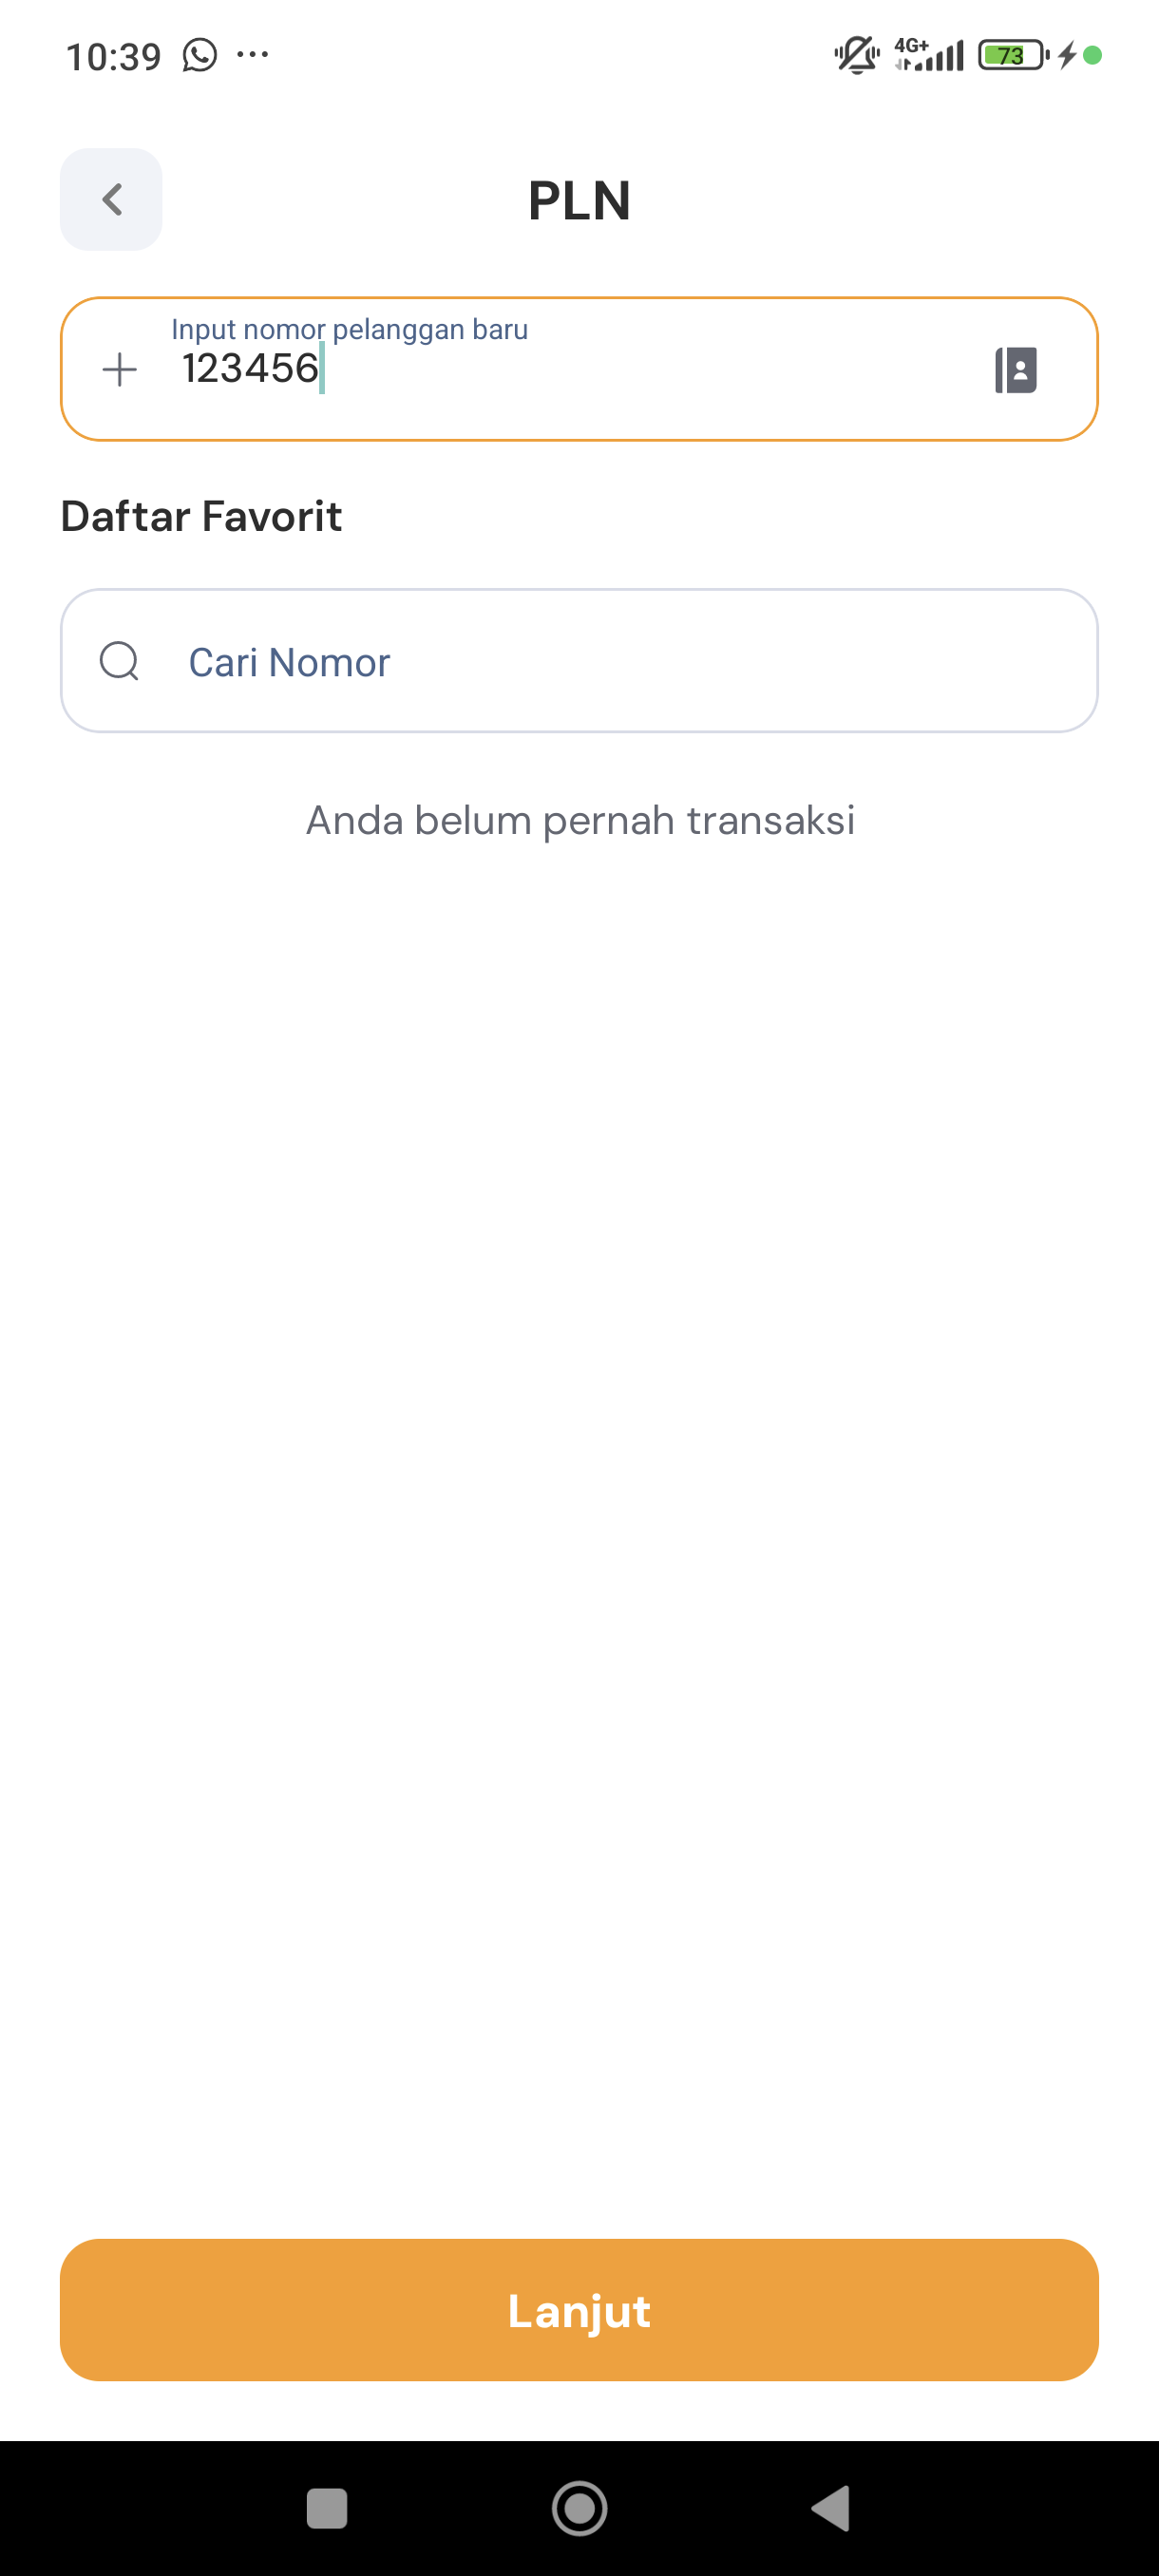 10:39
4G+
73
PLN
Input nomor pelanggan baru
123456
Daftar Favorit
Cari Nomor
Anda belum pernah transaksi
Lanjut